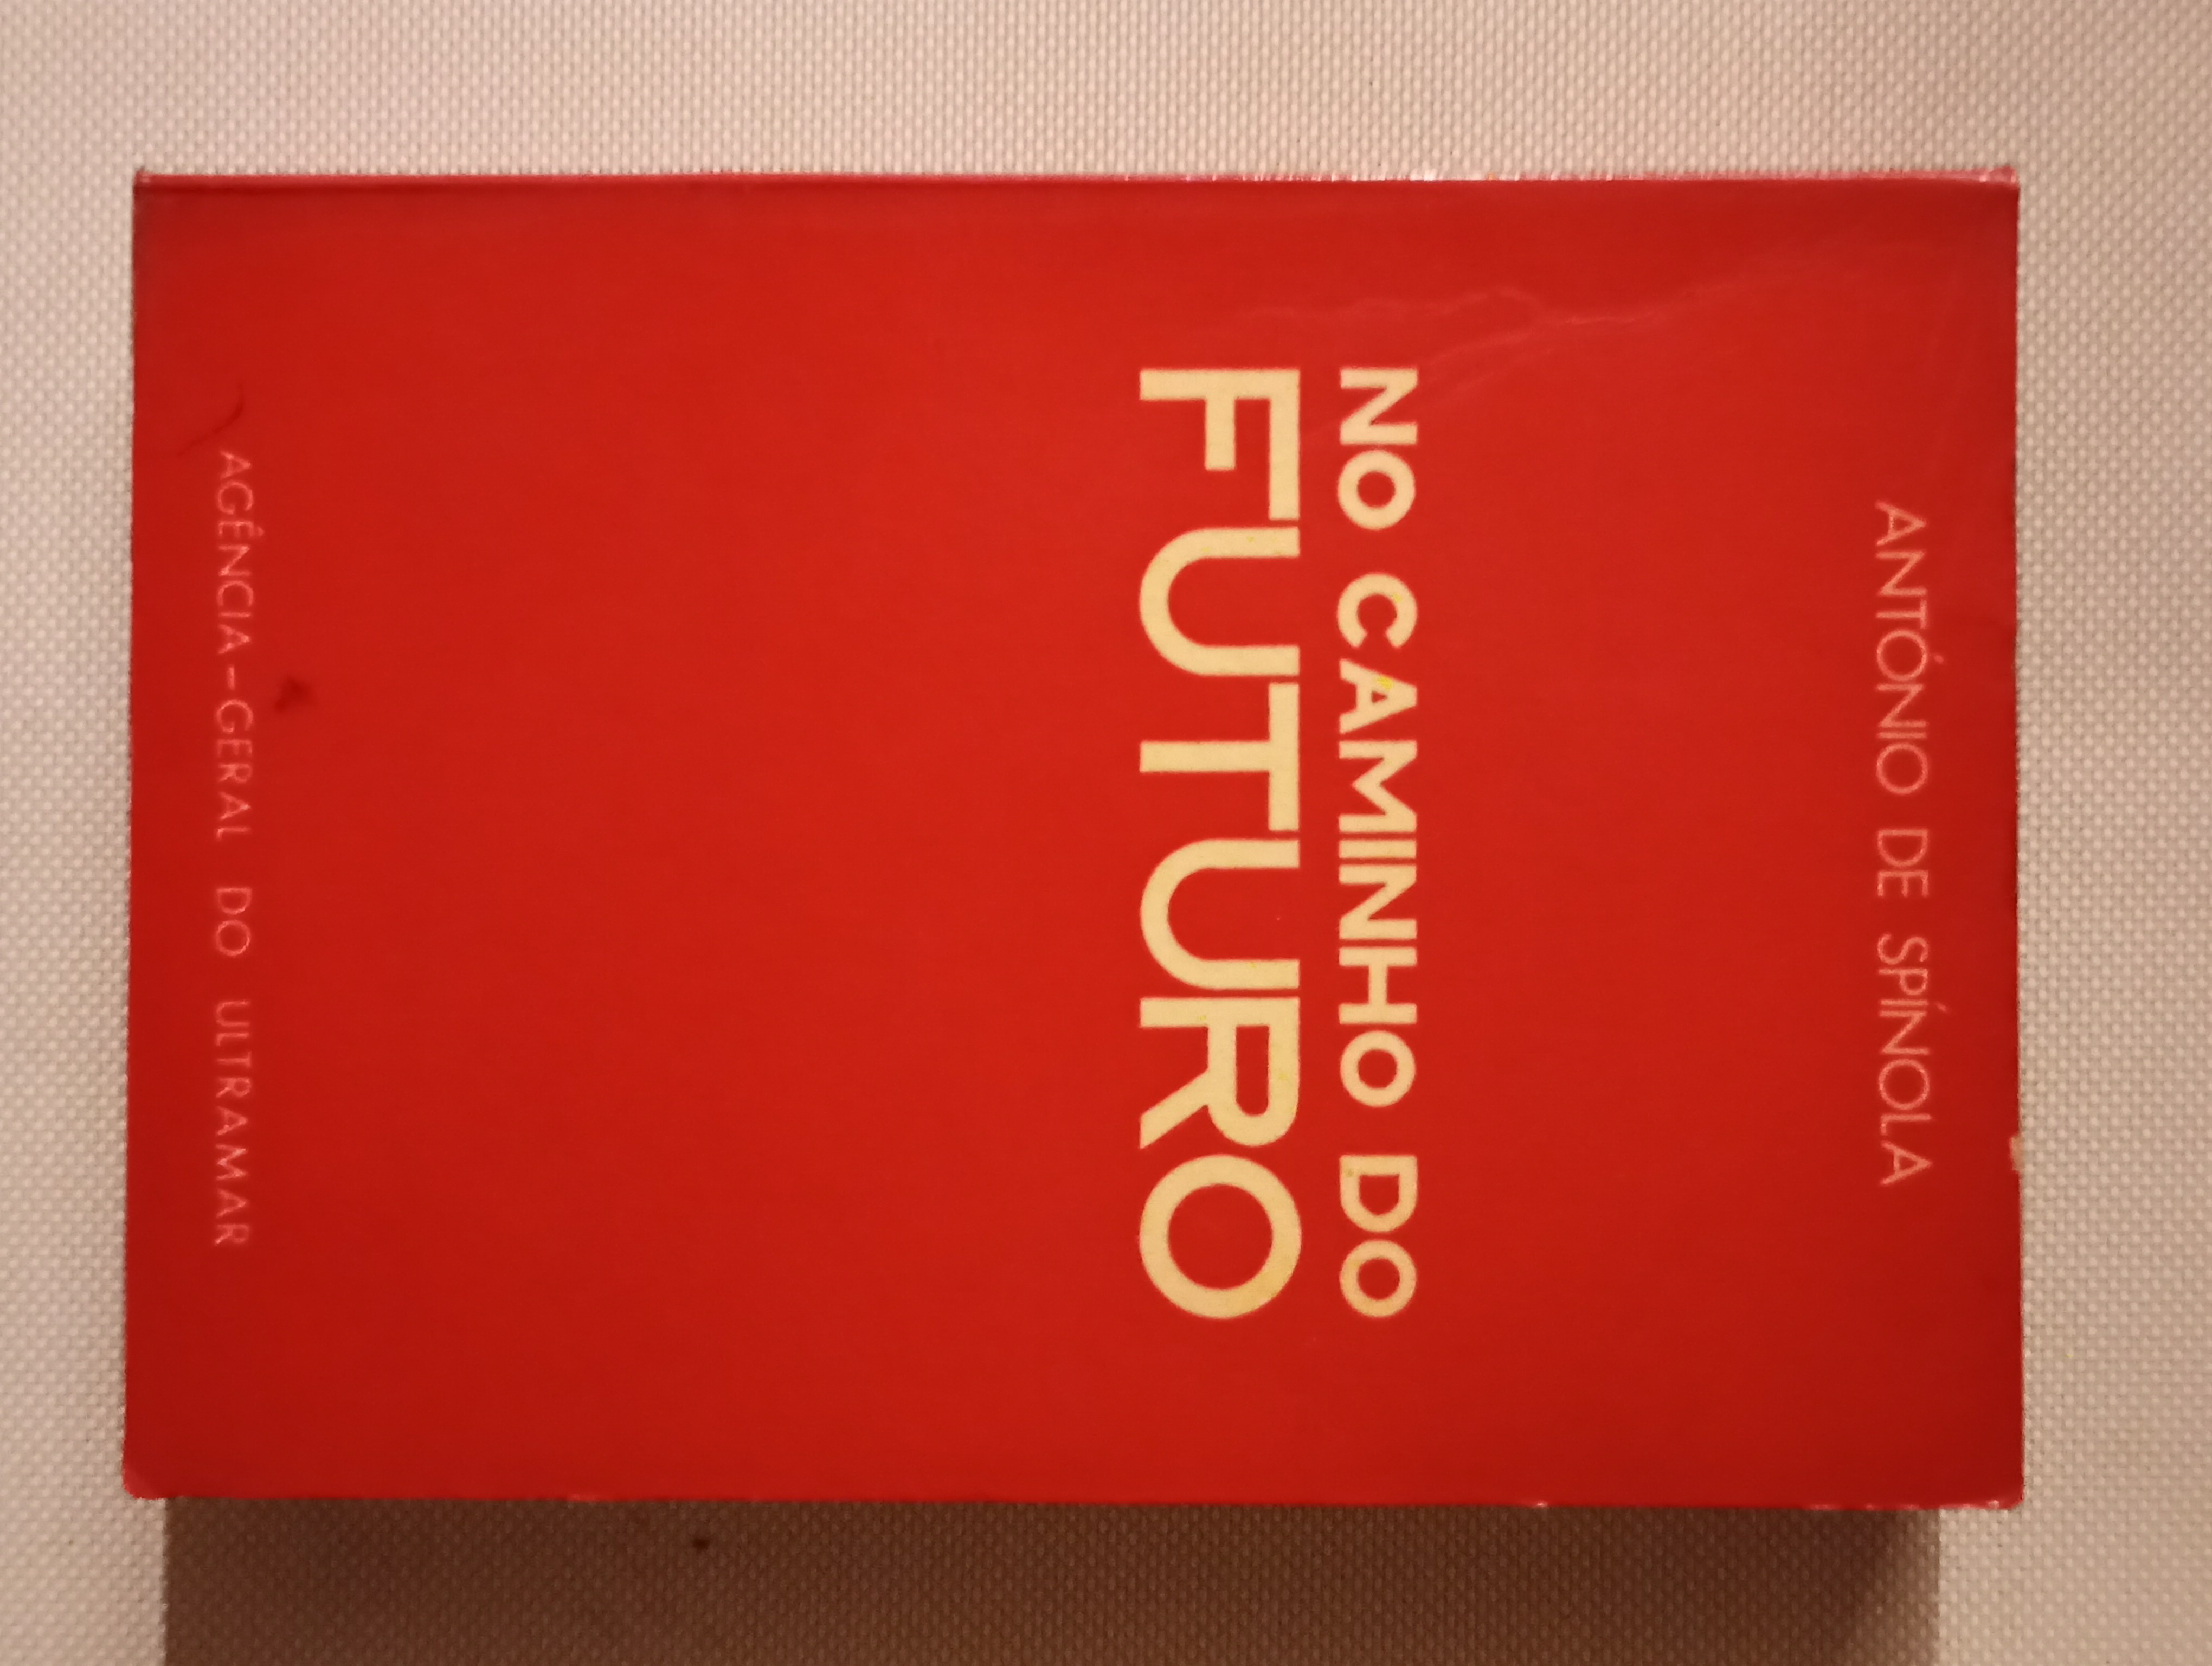 ANTÓNIO DE SPÍNOLA
NO CAMINHO DO
FUTURO
AGÊNCIA-GERAL DO ULTRAMAR